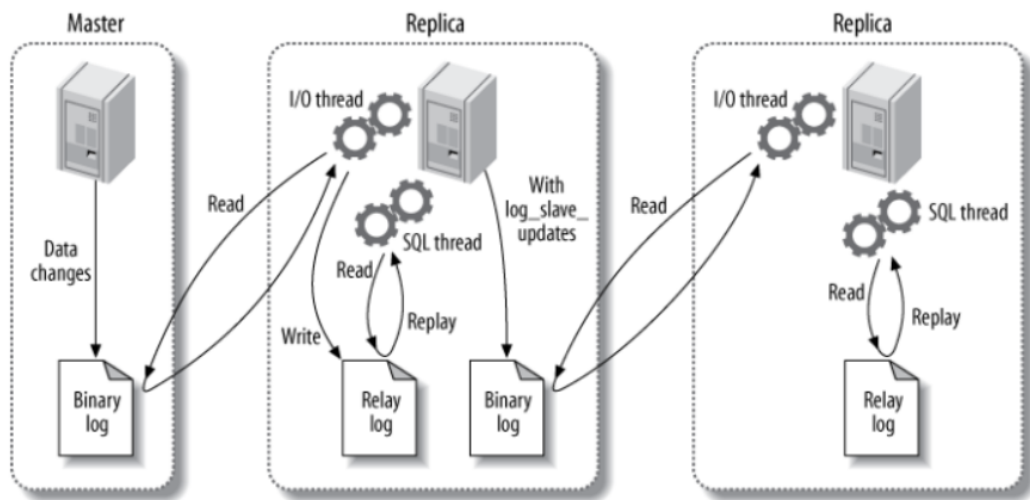 Master
Data
changes
Binary
log
Read
Replica
I/O thread
SQL thread
Read
Replay
Write
Relay
log
With
log_slave_
updates
Binary
log
Read
Replica
I/O thread
SQL thread
Read
Replay
Relay
log